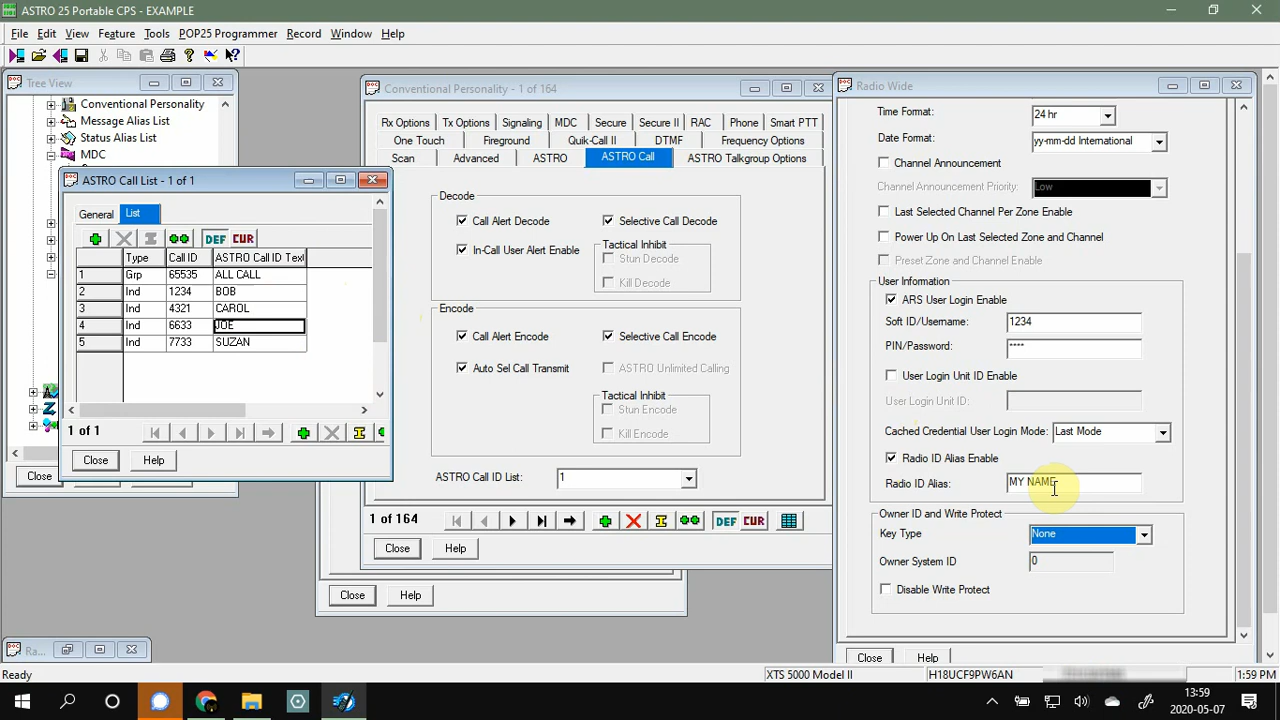 ASTRO 25 Portable CPS - EXAMPLE
File Edit View Feature Tools POP25 Programmer Record Window Help
Tree View
Conventional Personality
Message Alias List
Status Alias List
MDC
Close
ASTRO Call List - 1 of 1
General List
DEF CUR
Type Call ID ASTRO Call ID Text
1 Grp 65535 ALL CALL
2 Ind 1234 BOB
3 Ind 4321 CAROL
4 Ind 6633 JOE
5 Ind 7733 SUZAN
1 of 1
Close Help
Conventional Personality - 1 of 164
Rx Options Tx Options Signaling MDC Secure Secure II RAC Phone Smart PTT
One Touch Fireground Quik-Call II DTMF Frequency Options
Scan Advanced ASTRO ASTRO Call ASTRO Talkgroup Options
Decode
Call Alert Decode Selective Call Decode
In-Call User Alert Enable
Tactical Inhibit
Stun Decode
Kill Decode
Encode
Call Alert Encode Selective Call Encode
Auto Sel Call Transmit ASTRO Unlimited Calling
Tactical Inhibit
Stun Encode
Kill Encode
ASTRO Call ID List: 1
1 of 164
DEF CUR
Close Help
Close Help
Radio Wide
Time Format: 24 hr
Date Format: yy-mm-dd International
Channel Announcement
Channel Announcement Priority: Low
Last Selected Channel Per Zone Enable
Power Up On Last Selected Zone and Channel
Preset Zone and Channel Enable
User Information
ARS User Login Enable
Soft ID/Username: 1234
PIN/Password: ****
User Login Unit ID Enable
User Login Unit ID:
Cached Credential User Login Mode: Last Mode
Radio ID Alias Enable
Radio ID Alias: MY NAME
Owner ID and Write Protect
Key Type None
Owner System ID 0
Disable Write Protect
Close Help
Ra...
Ready
XTS 5000 Model II H18UCF9PW6AN 1:59 PM
13:59
2020-05-07